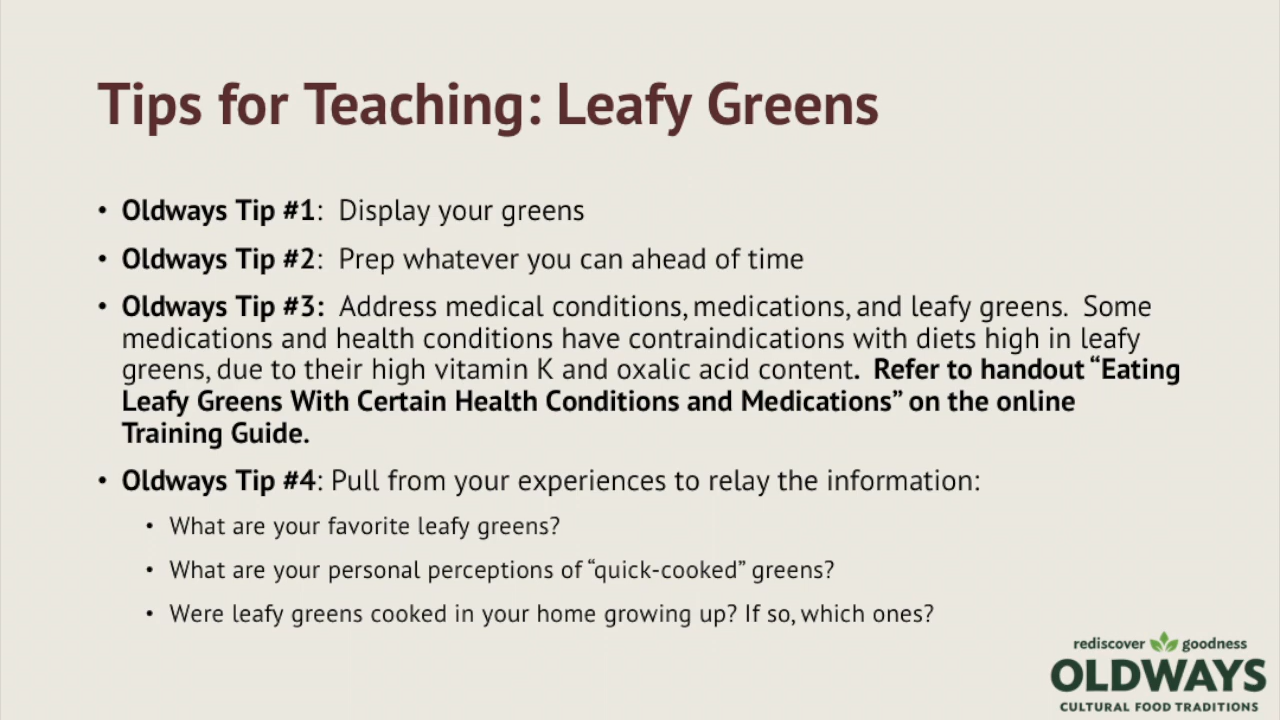 Tips for Teaching: Leafy Greens
• Oldways Tip #1:  Display your greens
• Oldways Tip #2:  Prep whatever you can ahead of time
• Oldways Tip #3:  Address medical conditions, medications, and leafy greens.  Some
medications and health conditions have contraindications with diets high in leafy
greens, due to their high vitamin K and oxalic acid content.  Refer to handout “Eating
Leafy Greens With Certain Health Conditions and Medications” on the online
Training Guide.
• Oldways Tip #4: Pull from your experiences to relay the information:
• What are your favorite leafy greens?
• What are your personal perceptions of “quick-cooked” greens?
• Were leafy greens cooked in your home growing up? If so, which ones?
rediscover goodness
OLDWAYS
CULTURAL FOOD TRADITIONS